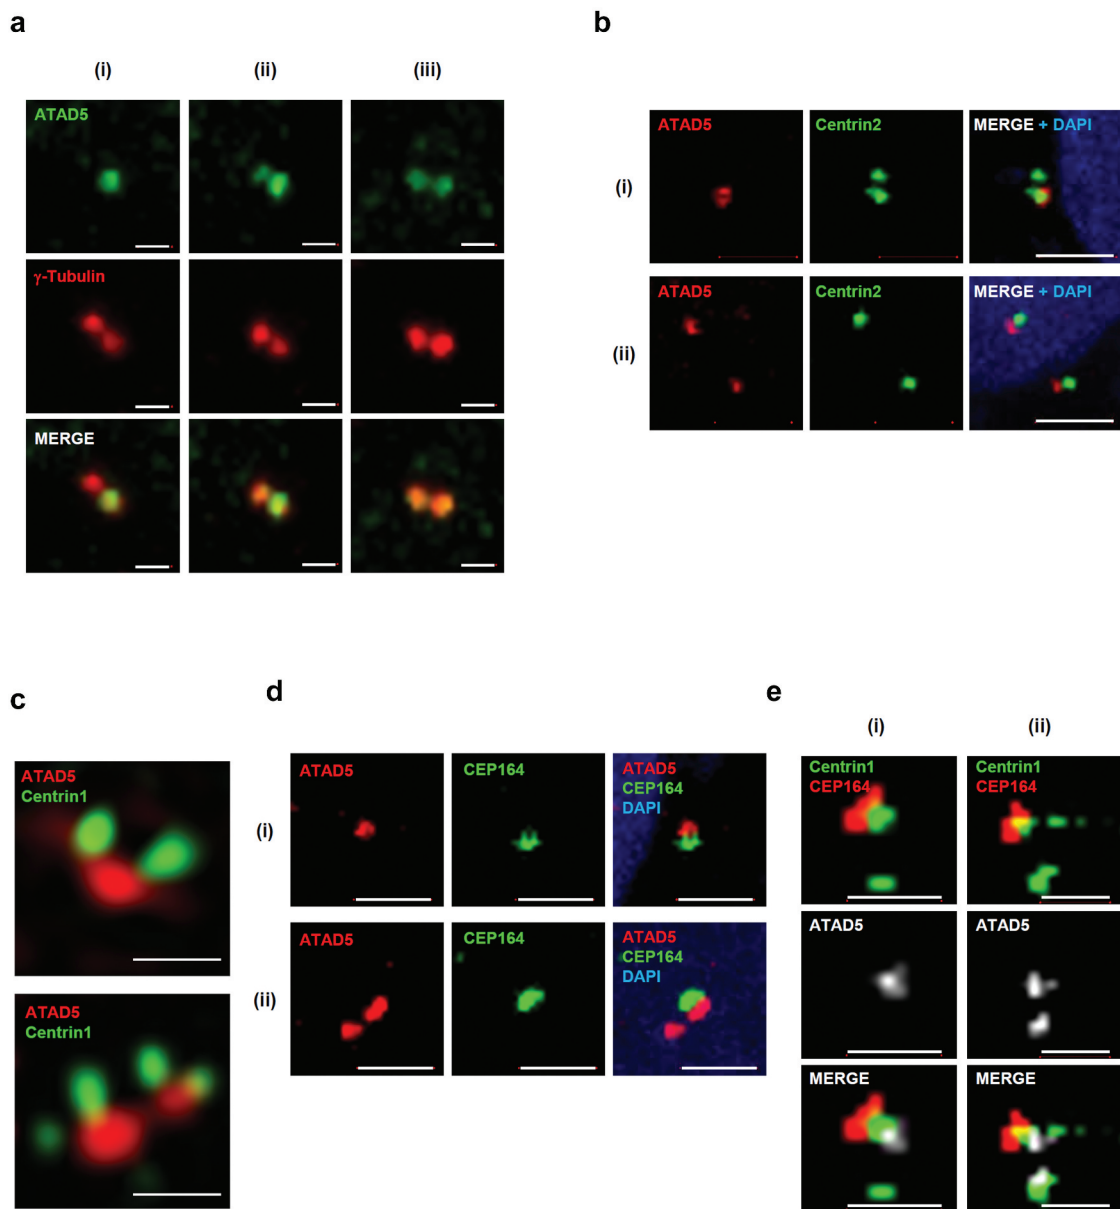 a
(i) (ii) (iii)
ATAD5
γ-Tubulin
MERGE
b
(i)
ATAD5 Centrin2 MERGE + DAPI
(ii)
ATAD5 Centrin2 MERGE + DAPI
c
ATAD5
Centrin1
ATAD5
Centrin1
d
(i)
ATAD5 CEP164 ATAD5
CEP164
DAPI
(ii)
ATAD5 CEP164 ATAD5
CEP164
DAPI
e
(i) (ii)
Centrin1 Centrin1
CEP164 CEP164
ATAD5 ATAD5
MERGE MERGE